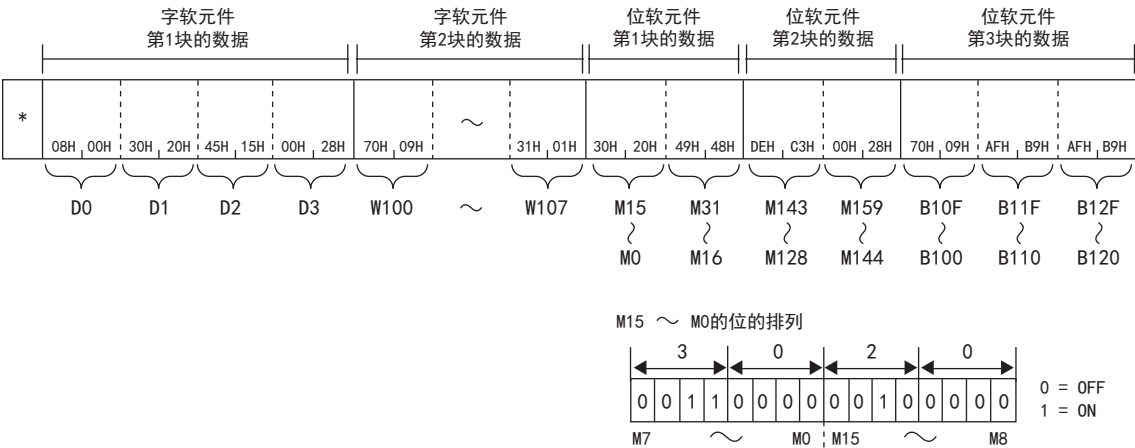 字软元件 字软元件 位软元件 位软元件 位软元件
第1块的数据 第2块的数据 第1块的数据 第2块的数据 第3块的数据
* ～
08H 00H 30H 20H 45H 15H 00H 28H 70H 09H 31H 01H 30H 20H 49H 48H DEH C3H 00H 28H 70H 09H AFH B9H AFH B9H
D0 D1 D2 D3 W100 ～ W107 M15 M31 M143 M159 B10F B11F B12F
～ ～ ～ ～ ～ ～ ～
M0 M16 M128 M144 B100 B110 B120
M15 ～ M0的位的排列
3 0 2 0
0 0 1 1 0 0 0 0 0 0 1 0 0 0 0 0
0 = OFF
1 = ON
M7 ～ M0 M15 ～ M8